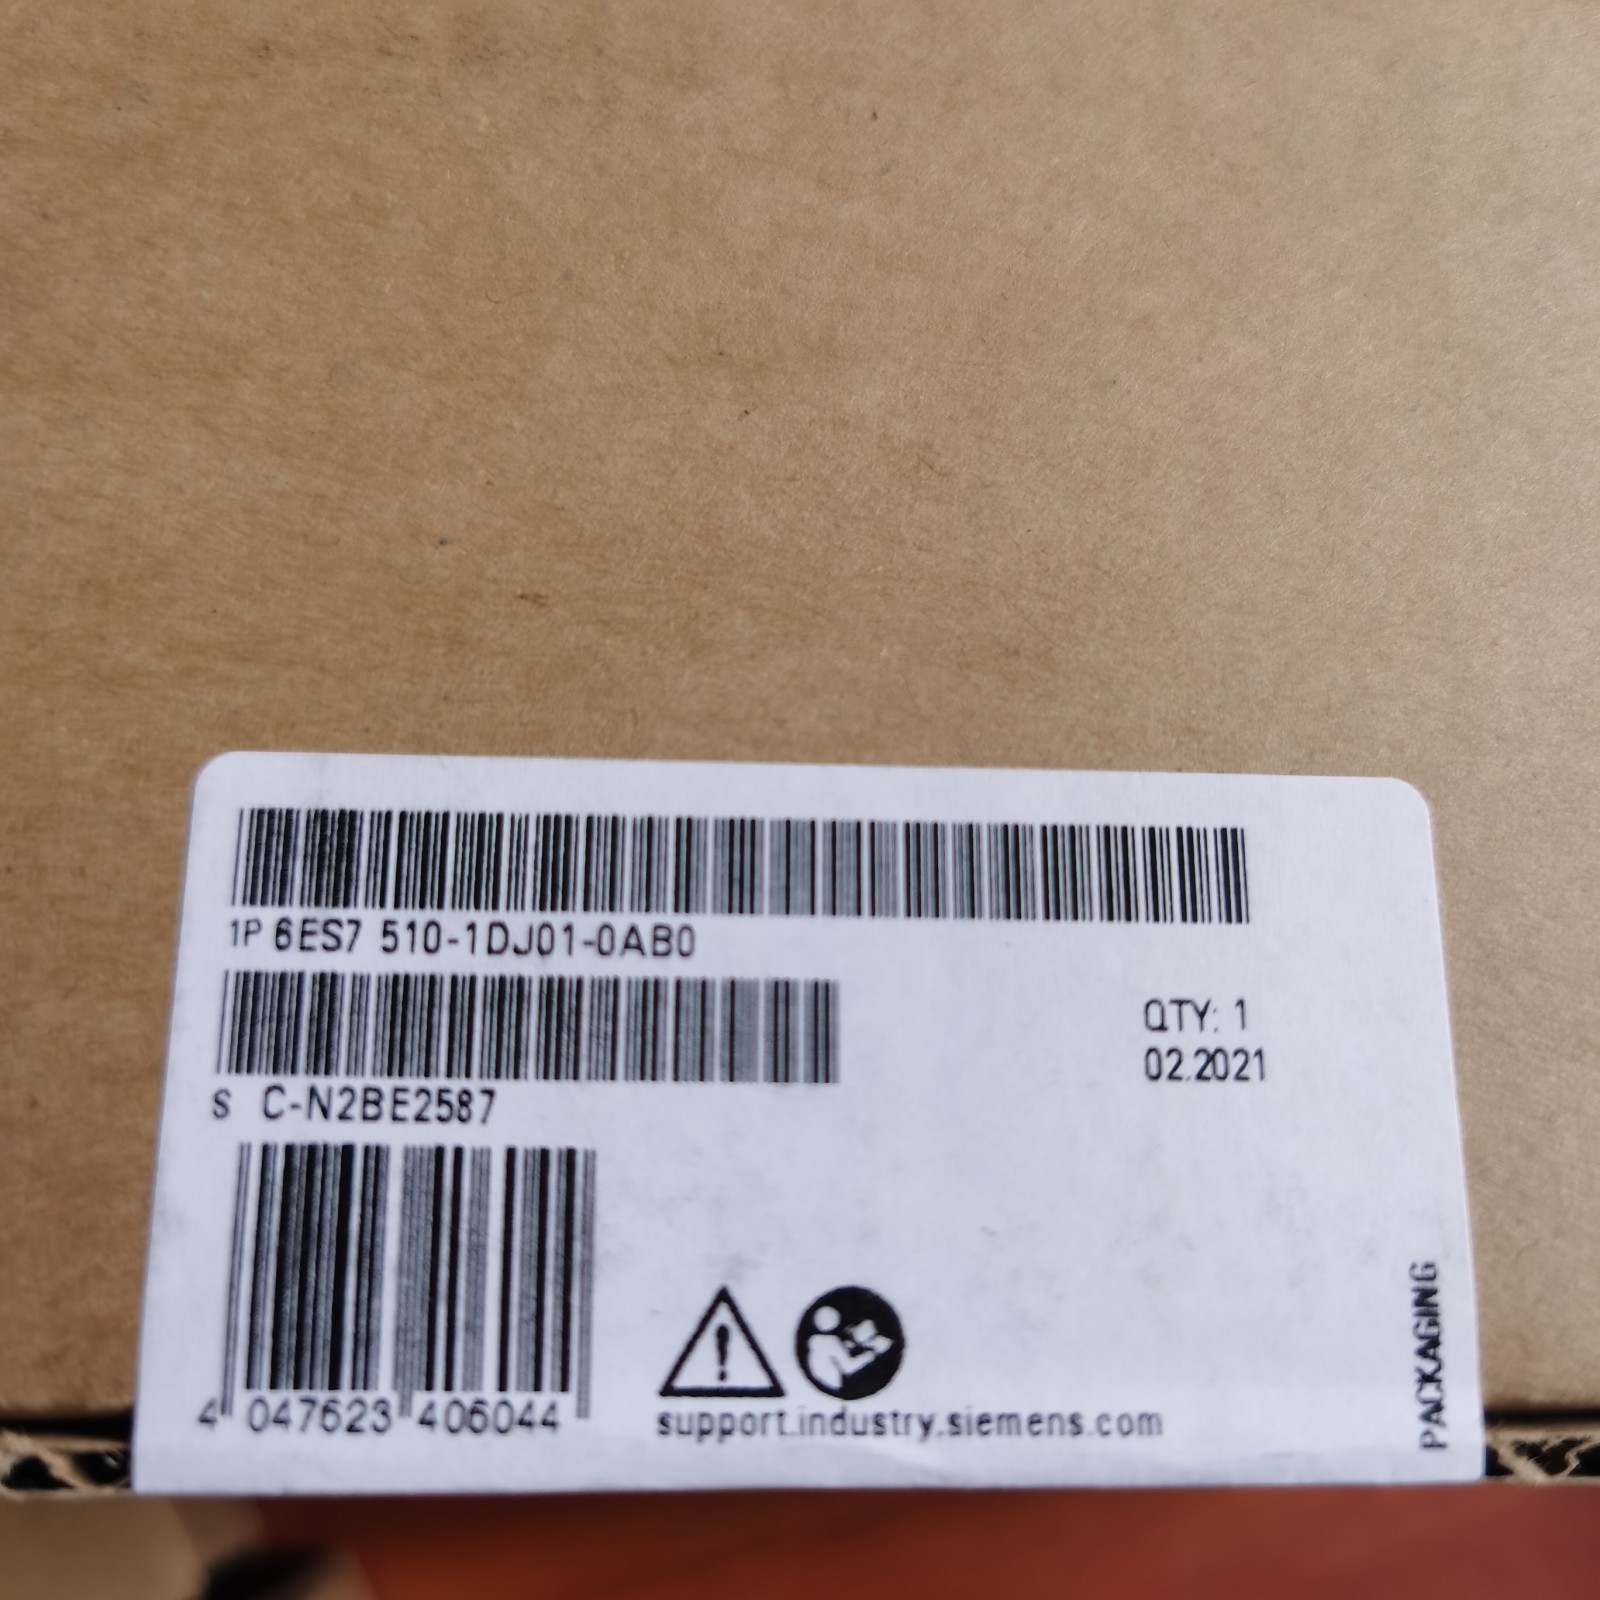 1P 6ES7 510-1DJ01-0AB0
QTY: 1
02.2021
S C-N2BE2587
4 047623 406044
support.industry.siemens.com
PACKAGING